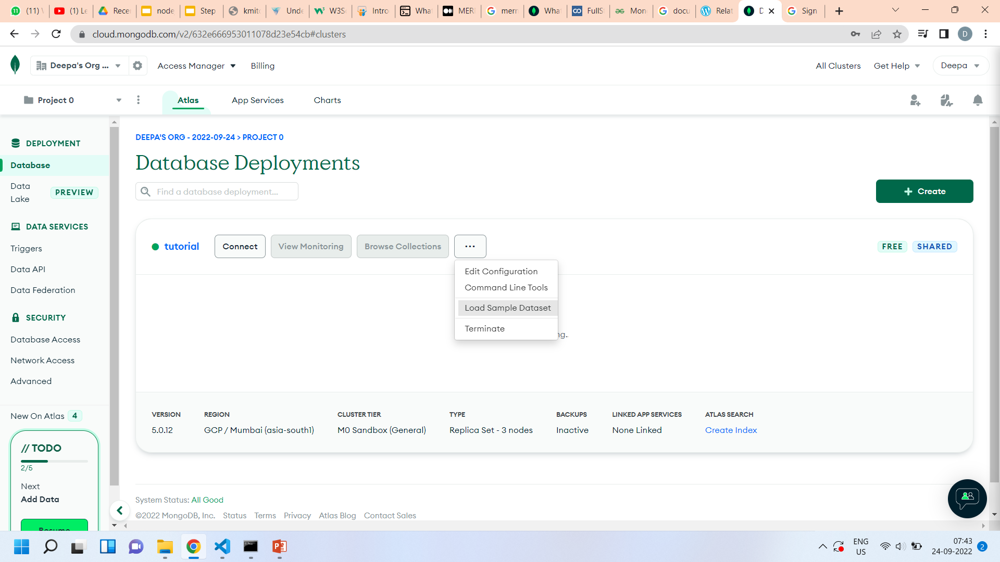 (11) W
(1) Le
Recen
node
Step
kmito
Unde
W3Sc
Intro
What
MERN
mern
What
FullSt
Mon
docu
Relat
D
Sign
cloud.mongodb.com/v2/632e666953011078d23e54cb#clusters
D
Deepa's Org ...
Access Manager
Billing
All Clusters
Get Help
Deepa
Project 0
Atlas
App Services
Charts
DEPLOYMENT
Database
Data Lake
PREVIEW
DATA SERVICES
Triggers
Data API
Data Federation
SECURITY
Database Access
Network Access
Advanced
New On Atlas 4
// TODO
2/5
Next
Add Data
Resume
DEEPA'S ORG - 2022-09-24 > PROJECT 0
Database Deployments
Find a database deployment...
+ Create
tutorial
Connect
View Monitoring
Browse Collections
...
FREE
SHARED
Edit Configuration
Command Line Tools
Load Sample Dataset
Terminate
ng..
VERSION
5.0.12
REGION
GCP / Mumbai (asia-south1)
CLUSTER TIER
M0 Sandbox (General)
TYPE
Replica Set - 3 nodes
BACKUPS
Inactive
LINKED APP SERVICES
None Linked
ATLAS SEARCH
Create Index
System Status: All Good
©2022 MongoDB, Inc. Status Terms Privacy Atlas Blog Contact Sales
ENG
US
07:43
24-09-2022
2